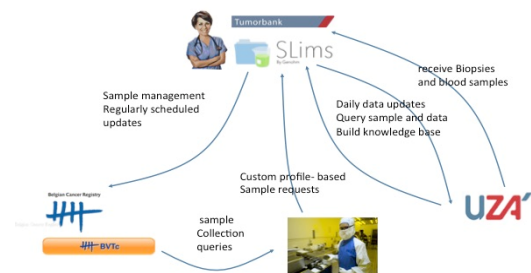 Tumorbank
SLims
By Genohm
receive Biopsies
and blood samples
Sample management
Regularly scheduled
updates
Daily data updates
Query sample and data
Build knowledge base
Custom profile- based
Sample requests
Belgian Cancer Registry
UZA'
BVTc
sample
Collection
queries